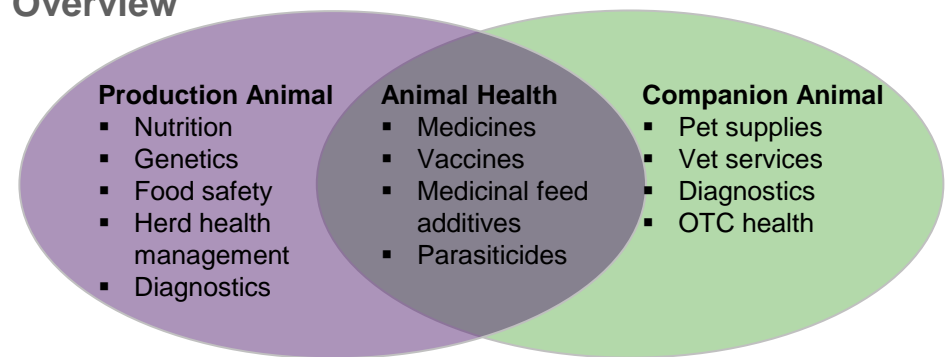 Overview
Production Animal
▪ Nutrition
▪ Genetics
▪ Food safety
▪ Herd health
management
▪ Diagnostics
Animal Health
▪ Medicines
▪ Vaccines
▪ Medicinal feed
additives
▪ Parasiticides
Companion Animal
▪ Pet supplies
▪ Vet services
▪ Diagnostics
▪ OTC health